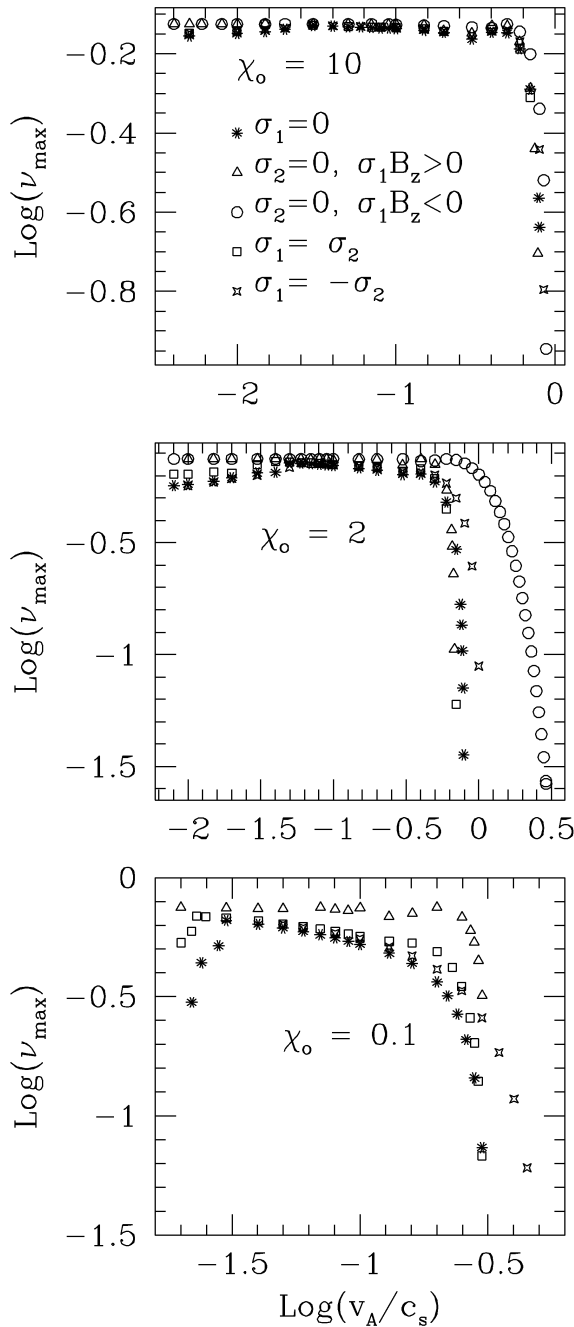 −0.2
−0.4
−0.6
−0.8
Log(ν_max)
χ_o = 10
σ_1=0
σ_2=0, σ_1B_z>0
σ_2=0, σ_1B_z<0
σ_1= σ_2
σ_1= −σ_2
−2 −1 0
−0.5
−1
−1.5
Log(ν_max)
χ_o = 2
−2 −1.5 −1 −0.5 0 0.5
0
−0.5
−1
−1.5
Log(ν_max)
χ_o = 0.1
−1.5 −1 −0.5
Log(v_A/c_s)